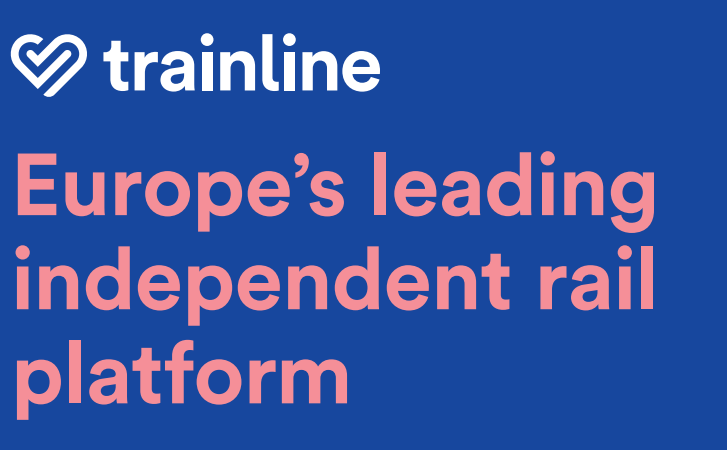 trainline
Europe’s leading
independent rail
platform